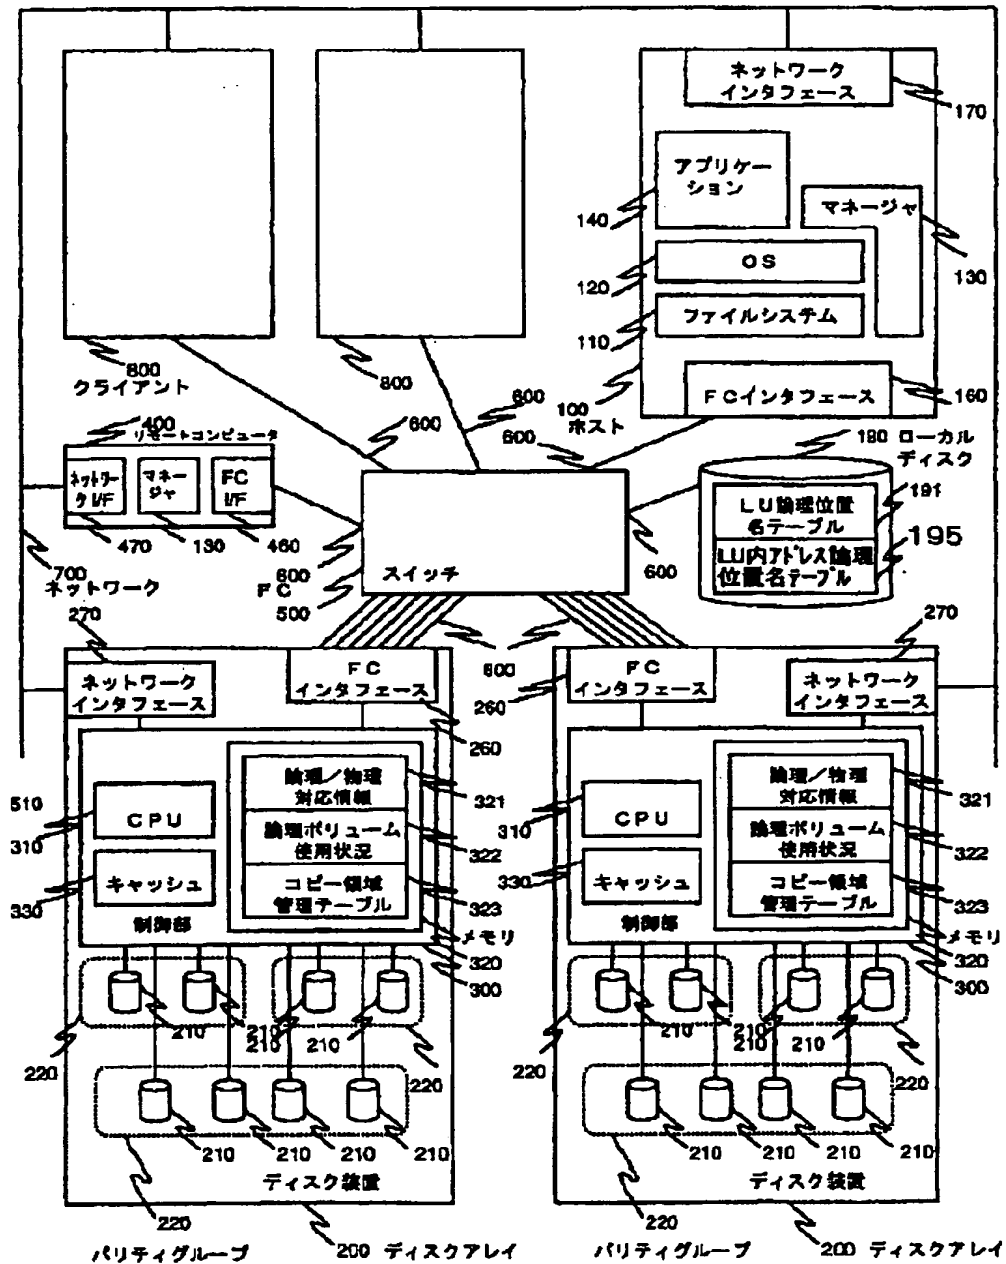 ネットワーク
インタフェース
170
アプリケー
ション
140
マネージャ
130
OS
120
ファイルシステム
110
FCインタフェース
160
800
クライアント
800
600
600
100
ホスト
600
190 ローカル
ディスク
400
リモートコンピュータ
ネットワー
クI/F
マネー
ジャ
FC
I/F
470
130
460
LU論理位置
名テーブル
191
LU内アドレス論理
位置名テーブル
195
700
ネットワーク
600
FC
500
スイッチ
600
270
600
270
ネットワーク
インタフェース
FC
インタフェース
260
510
CPU
310
キャッシュ
330
制御部
論理/物理
対応情報
321
論理ボリューム
使用状況
322
コピー領域
管理テーブル
323
メモリ
320
300
210
210
210
210
220
220
210
210
210
210
ディスク装置
220
パリティグループ
200 ディスクアレイ
FC
インタフェース
260
ネットワーク
インタフェース
CPU
310
キャッシュ
330
制御部
論理/物理
対応情報
321
論理ボリューム
使用状況
322
コピー領域
管理テーブル
323
メモリ
320
300
210
210
210
210
220
220
210
210
210
210
ディスク装置
220
パリティグループ
200 ディスクアレイ